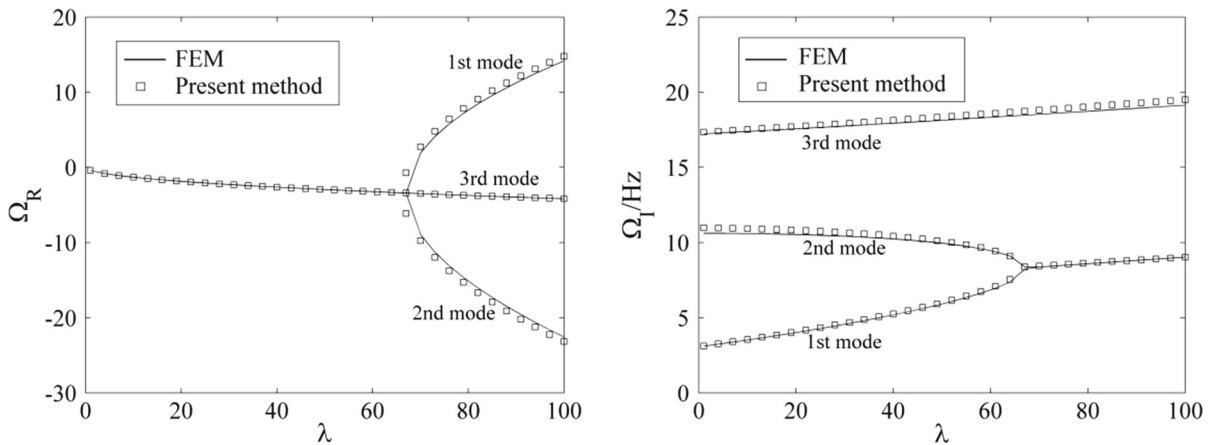 20
10
0
-10
-20
-30
Ω_R
FEM
Present method
1st mode
3rd mode
2nd mode
0 20 40 60 80 100
λ
25
20
15
10
5
0
Ω_I/Hz
FEM
Present method
3rd mode
2nd mode
1st mode
0 20 40 60 80 100
λ